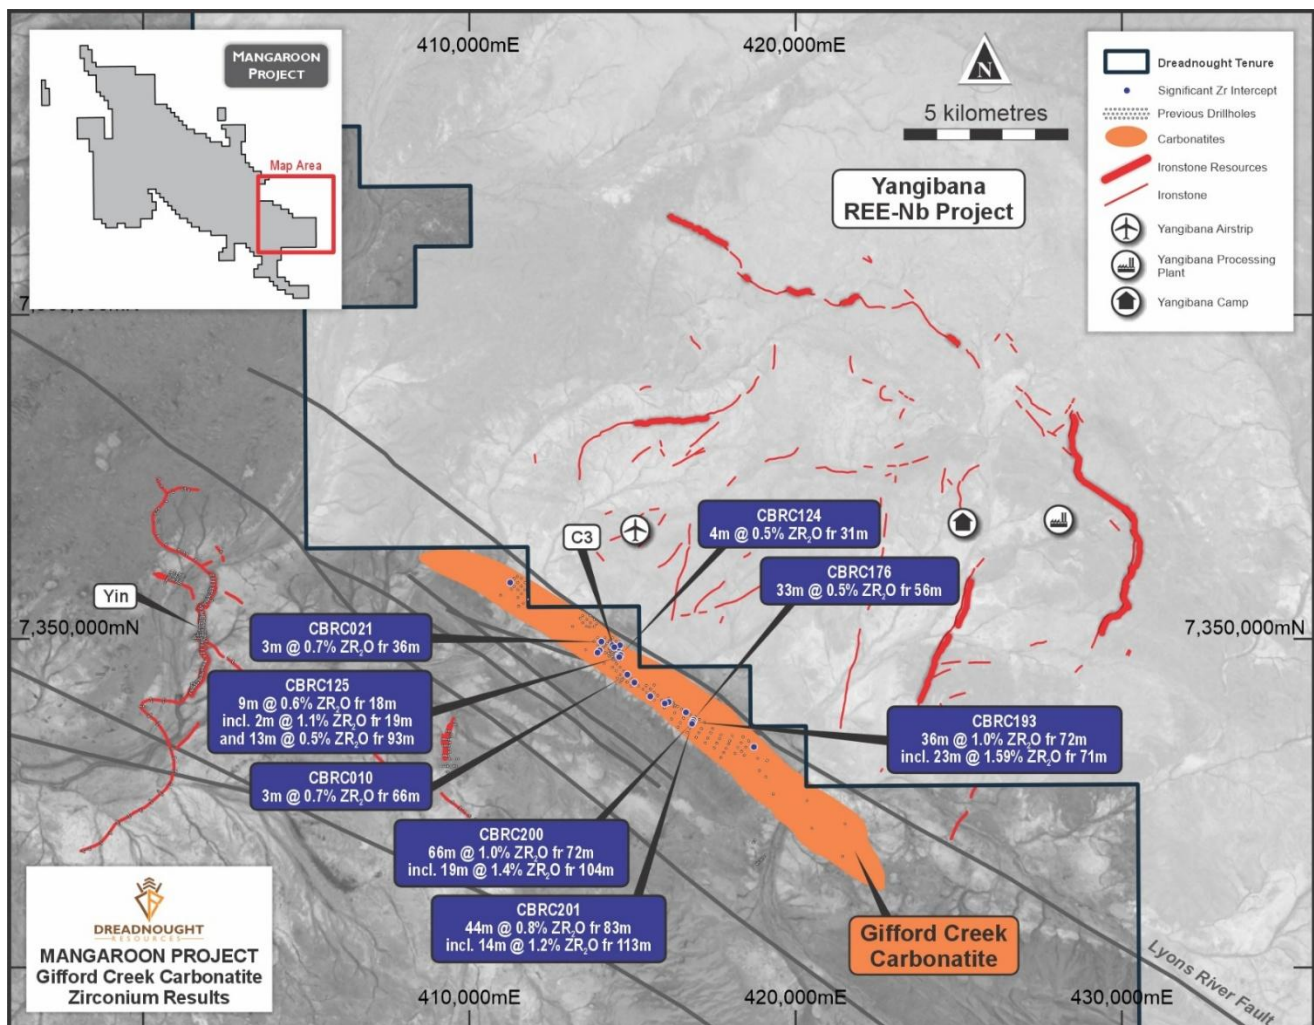 410,000mE
420,000mE
MANGAROON
PROJECT
Map Area
N
5 kilometres
Yangibana
REE-Nb Project
Dreadnought Tenure
Significant Zr Intercept
Previous Drillholes
Carbonatites
Ironstone Resources
Ironstone
Yangibana Airstrip
Yangibana Processing
Plant
Yangibana Camp
C3
CBRC124
4m @ 0.5% ZR₂O fr 31m
CBRC176
33m @ 0.5% ZR₂O fr 56m
Yin
7,350,000mN
7,350,000mN
CBRC021
3m @ 0.7% ZR₂O fr 36m
CBRC125
9m @ 0.6% ZR₂O fr 18m
incl. 2m @ 1.1% ZR₂O fr 19m
and 13m @ 0.5% ZR₂O fr 93m
CBRC193
36m @ 1.0% ZR₂O fr 72m
incl. 23m @ 1.59% ZR₂O fr 71m
CBRC010
3m @ 0.7% ZR₂O fr 66m
CBRC200
66m @ 1.0% ZR₂O fr 72m
incl. 19m @ 1.4% ZR₂O fr 104m
CBRC201
44m @ 0.8% ZR₂O fr 83m
incl. 14m @ 1.2% ZR₂O fr 113m
Gifford Creek
Carbonatite
Lyons River Fault
DREADNOUGHT
RESOURCES
MANGAROON PROJECT
Gifford Creek Carbonatite
Zirconium Results
410,000mE
420,000mE
430,000mE